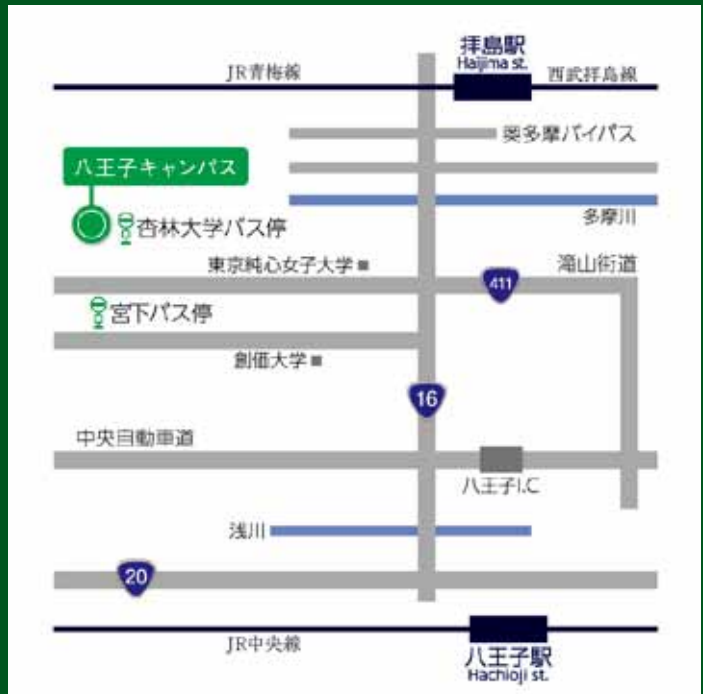 拝島駅
Haijima st.
JR青梅線
西武拝島線
奥多摩バイパス
八王子キャンパス
多摩川
杏林大学バス停
東京純心女子大学
滝山街道
411
宮下バス停
創価大学
16
中央自動車道
八王子I.C
浅川
20
JR中央線
八王子駅
Hachioji st.